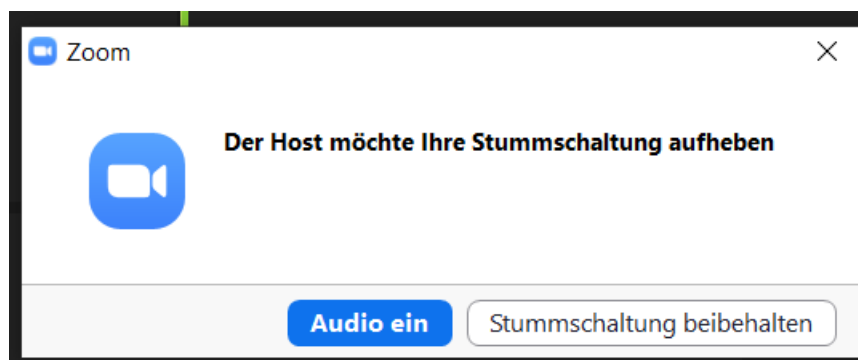 Zoom
Der Host möchte Ihre Stummschaltung aufheben
Audio ein
Stummschaltung beibehalten